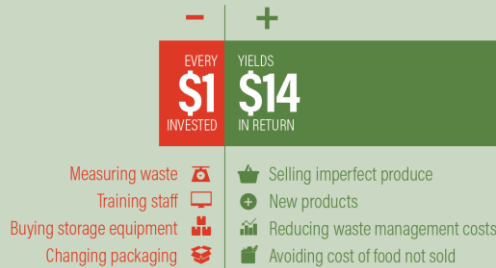 − +
EVERY
$1
INVESTED
YIELDS
$14
IN RETURN
Measuring waste
Training staff
Buying storage equipment
Changing packaging
Selling imperfect produce
New products
Reducing waste management costs
Avoiding cost of food not sold